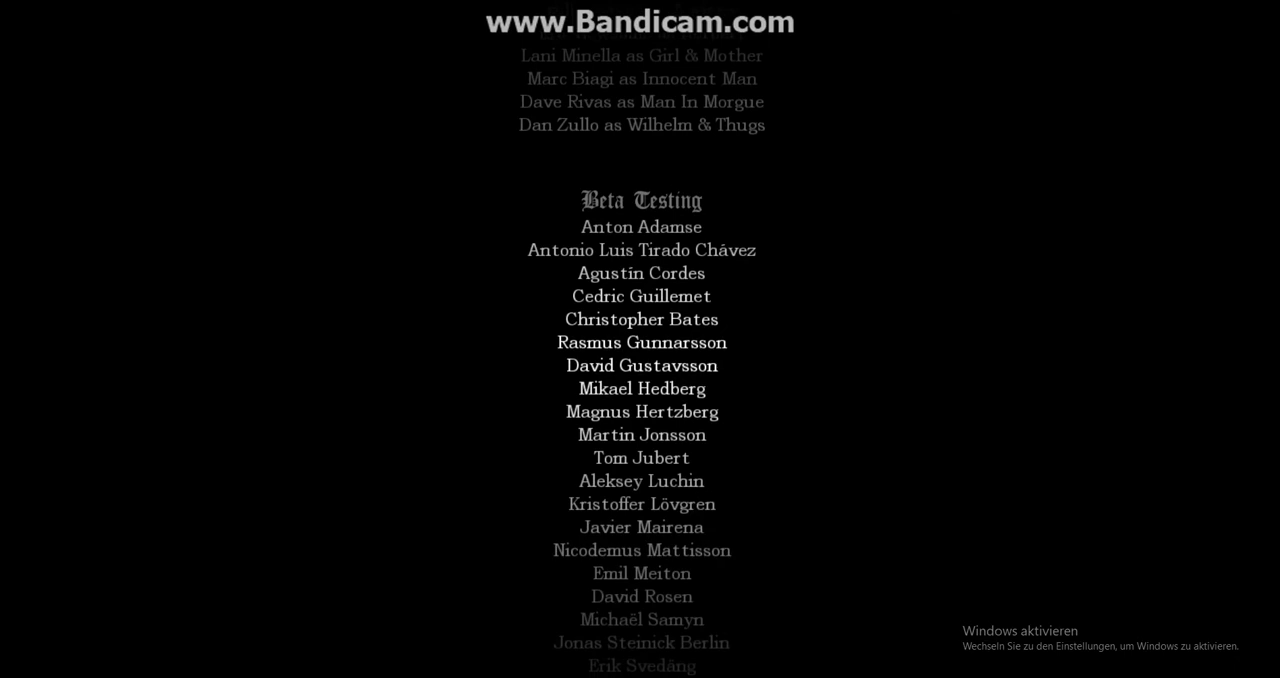 www.Bandicam.com
Lani Minella as Girl & Mother
Marc Biagi as Innocent Man
Dave Rivas as Man In Morgue
Dan Zullo as Wilhelm & Thugs
Beta Testing
Anton Adamse
Antonio Luis Tirado Chávez
Agustín Cordes
Cedric Guillemet
Christopher Bates
Rasmus Gunnarsson
David Gustavsson
Mikael Hedberg
Magnus Hertzberg
Martin Jonsson
Tom Jubert
Aleksey Luchin
Kristoffer Lövgren
Javier Mairena
Nicodemus Mattisson
Emil Meiton
David Rosen
Michaël Samyn
Jonas Steinick Berlin
Erik Svedäng
Windows aktivieren
Wechseln Sie zu den Einstellungen, um Windows zu aktivieren.